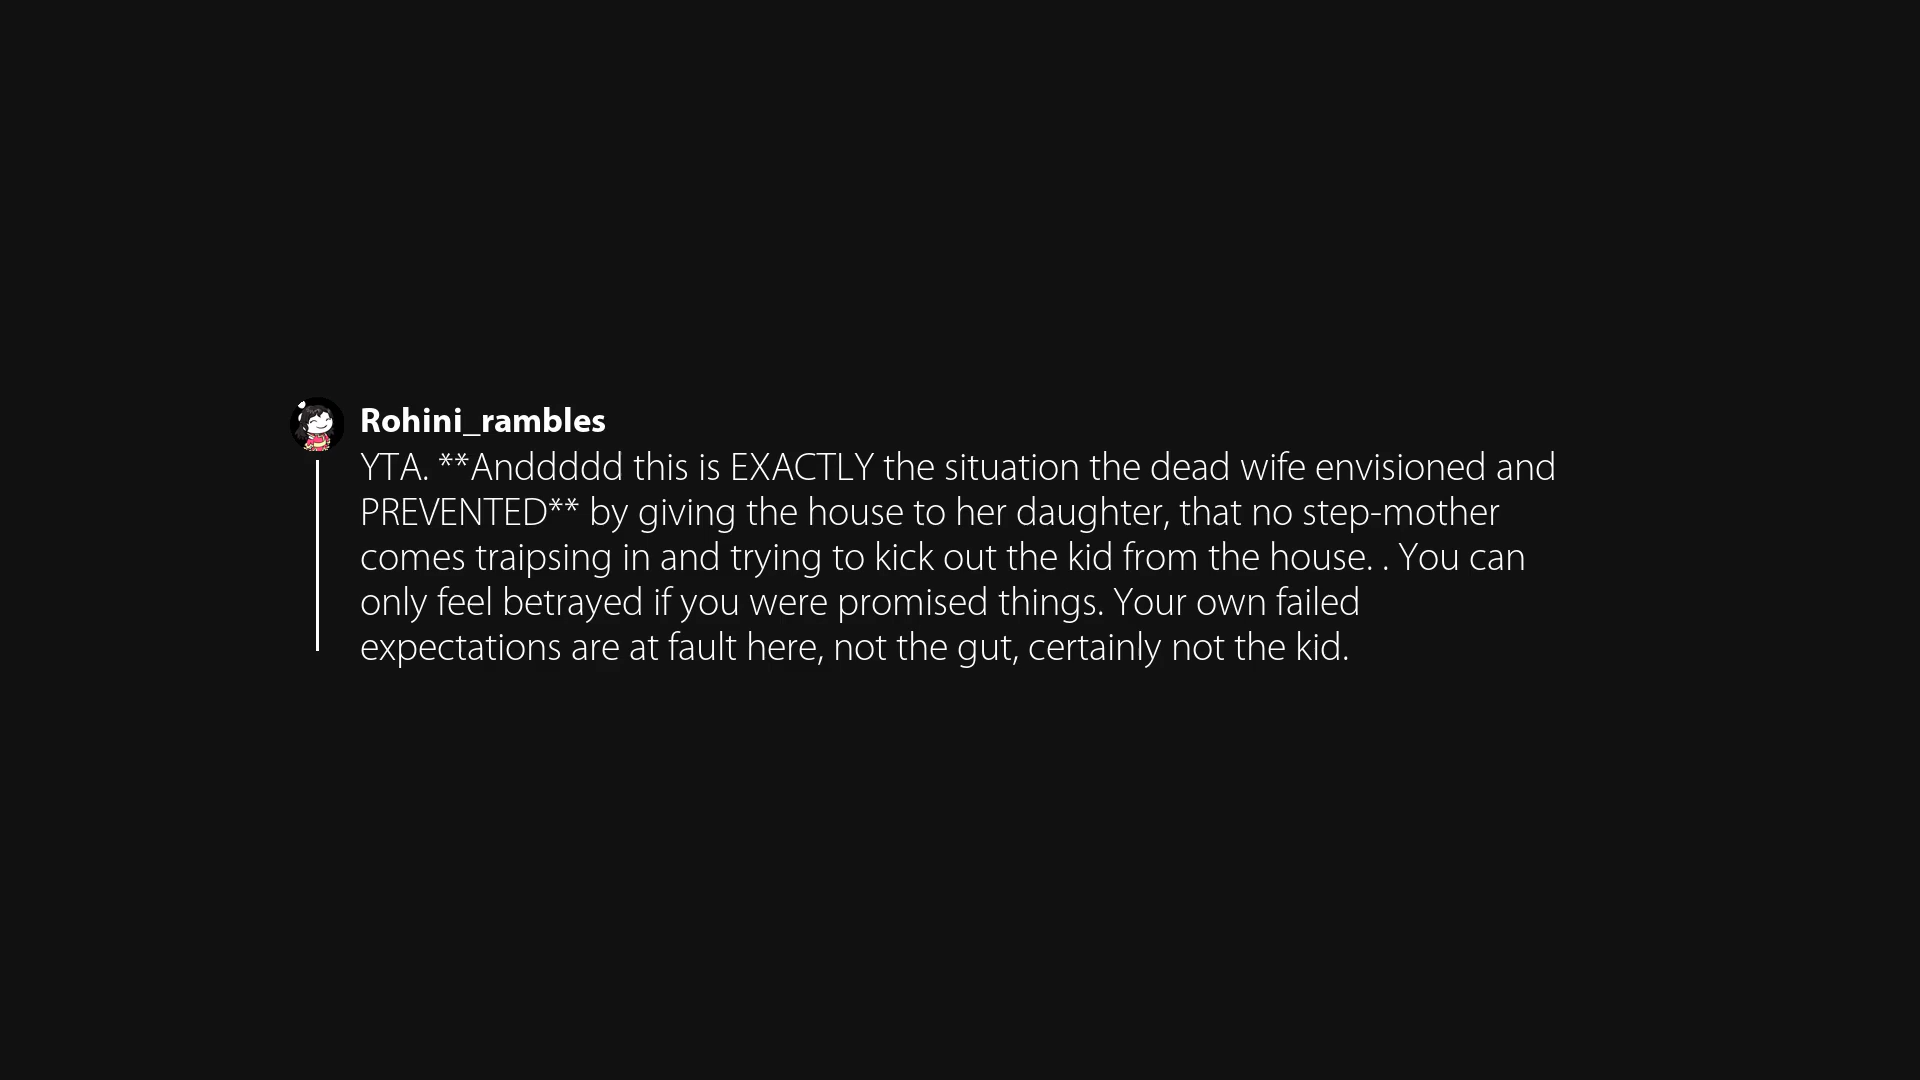 Rohini_rambles
YTA. **Anddddd this is EXACTLY the situation the dead wife envisioned and
PREVENTED** by giving the house to her daughter, that no step-mother
comes traipsing in and trying to kick out the kid from the house. . You can
only feel betrayed if you were promised things. Your own failed
expectations are at fault here, not the gut, certainly not the kid.